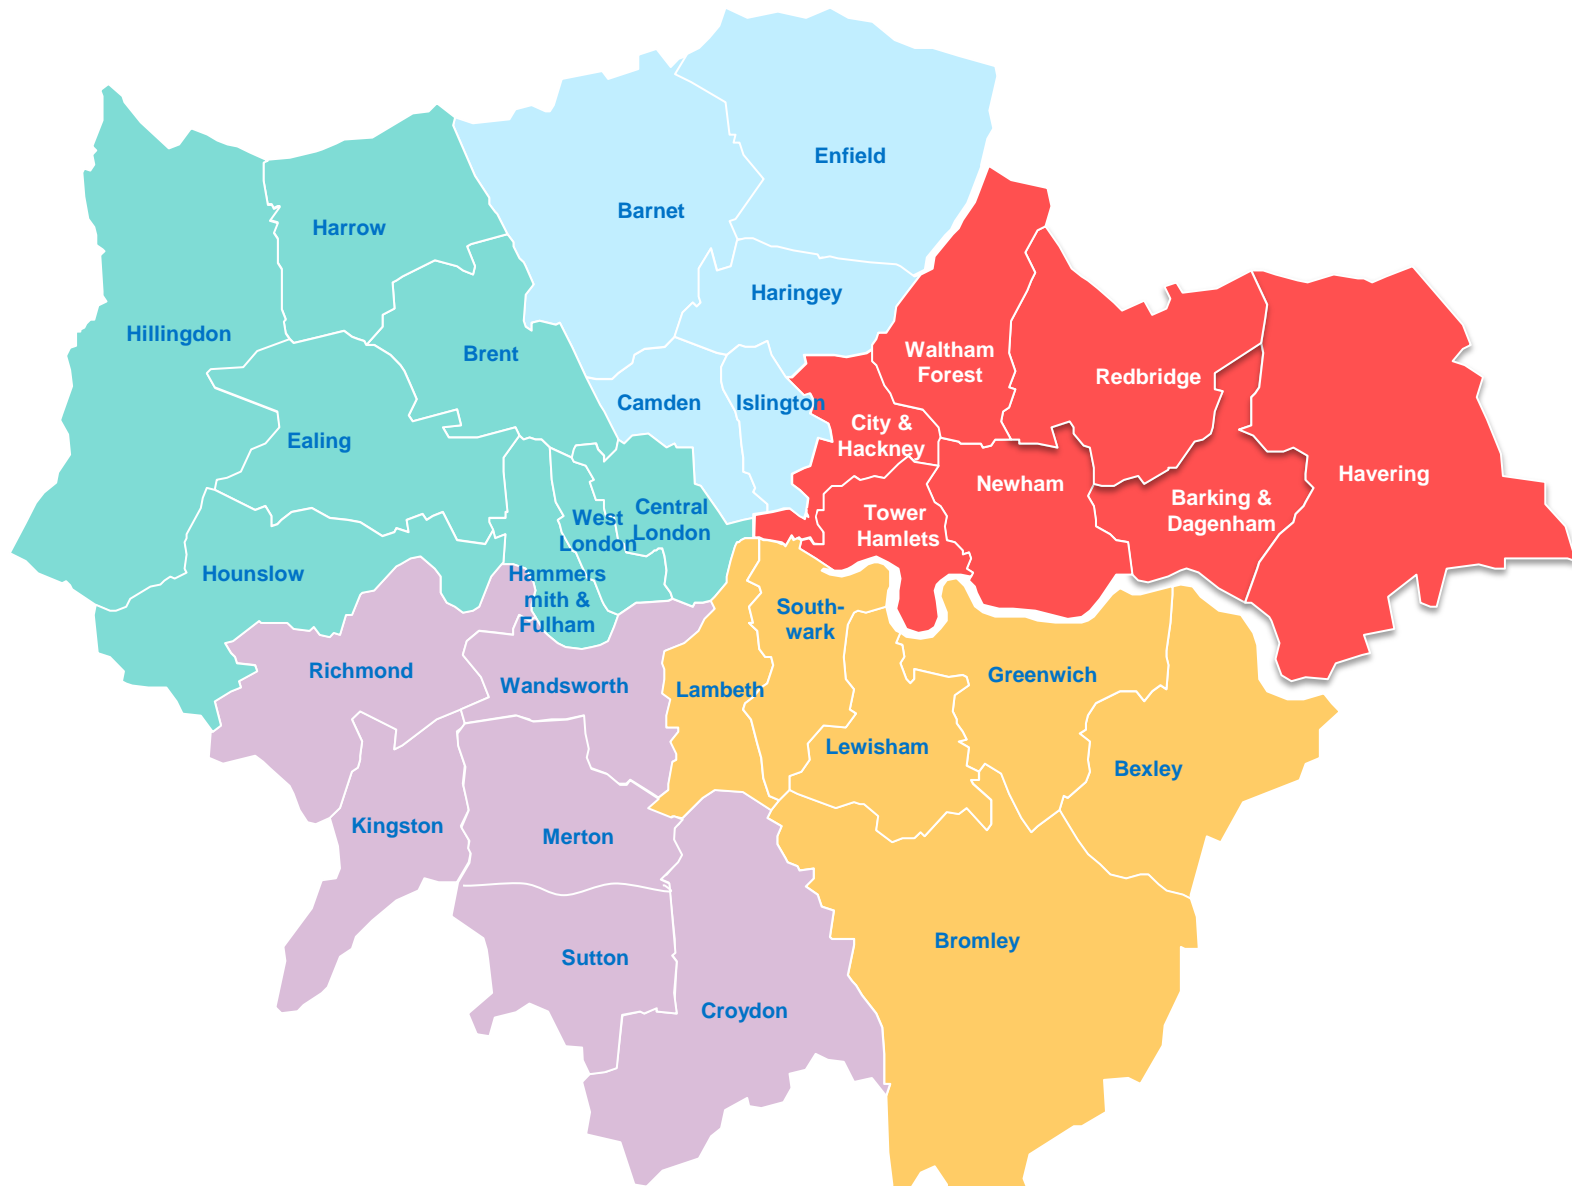 Enfield
Barnet
Harrow
Haringey
Hillingdon
Brent
Waltham
Forest
Redbridge
Camden
Islington
City &
Hackney
Ealing
Havering
Newham
Barking &
Dagenham
Central
London
West
London
Tower
Hamlets
Hounslow
Hammers
mith &
Fulham
South-
wark
Richmond
Wandsworth
Lambeth
Greenwich
Lewisham
Bexley
Kingston
Merton
Bromley
Sutton
Croydon